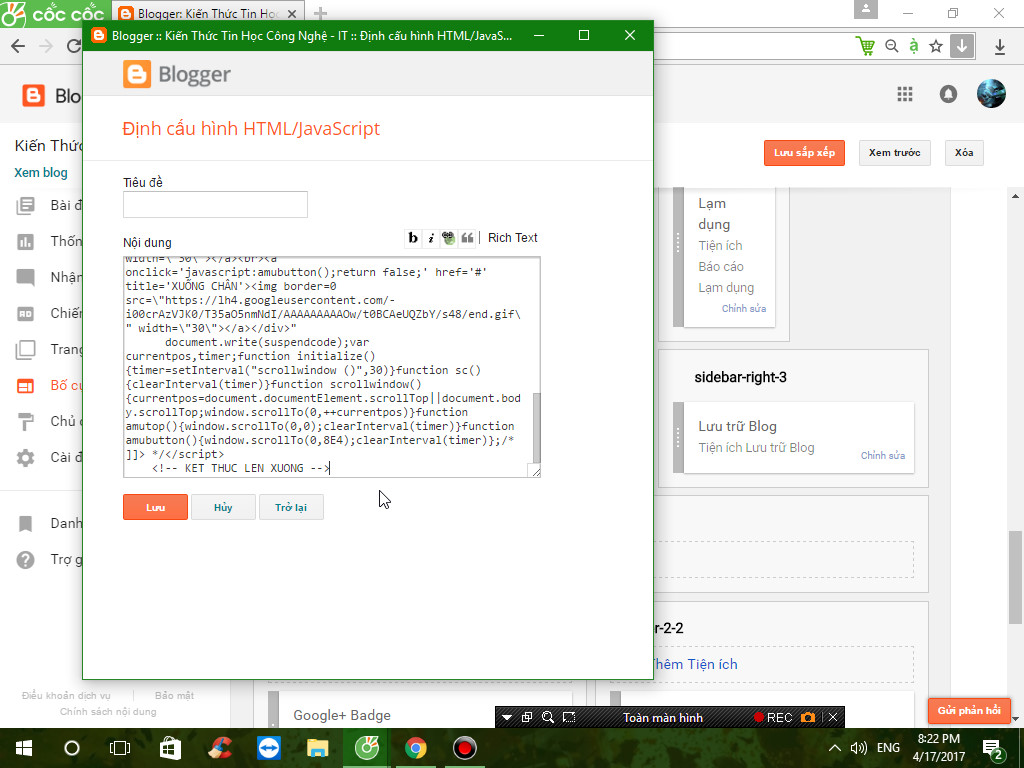 cốc cốc
Blogger: Kiến Thức Tin Học
Blogger :: Kiến Thức Tin Học Công Nghệ - IT :: Định cấu hình HTML/JavaS...
Blogger
Định cấu hình HTML/JavaScript
Tiêu đề
Nội dung
b i Rich Text
width=\"30\"></a><br><a
onclick='javascript:amubutton();return false;' href='#'
title='XUỐNG CHÂN'><img border=0
src=\"https://lh4.googleusercontent.com/-
i00crAzVJK0/T35aO5nmNdI/AAAAAAAAAOw/t0BCAeUQZbY/s48/end.gif\
" width=\"30\"></a></div>"
document.write(suspendcode);var
currentpos,timer;function initialize()
{timer=setInterval("scrollwindow ()",30)}function sc()
{clearInterval(timer)}function scrollwindow()
{currentpos=document.documentElement.scrollTop||document.bod
y.scrollTop;window.scrollTo(0,++currentpos)}function
amutop(){window.scrollTo(0,0);clearInterval(timer)}function
amubutton(){window.scrollTo(0,8E4);clearInterval(timer)};/*
]]> */</script>
<!-- KET THUC LEN XUONG -->
Lưu Hủy Trở lại
Blo
Kiến Thức
Xem blog
Bài đ
Thốn
Nhận
Chiến
Trang
Bố cụ
Chủ đ
Cài đ
Danh
Trợ g
Điều khoản dịch vụ Bảo mật
Chính sách nội dung
Lưu sắp xếp Xem trước Xóa
Lạm
dụng
Tiện ích
Báo cáo
Lạm dụng
Chỉnh sửa
sidebar-right-3
Lưu trữ Blog
Tiện ích Lưu trữ Blog
Chỉnh sửa
r-2-2
Thêm Tiện ích
Google+ Badge
Gửi phản hồi
Toàn màn hình REC
ENG
8:22 PM
4/17/2017
2